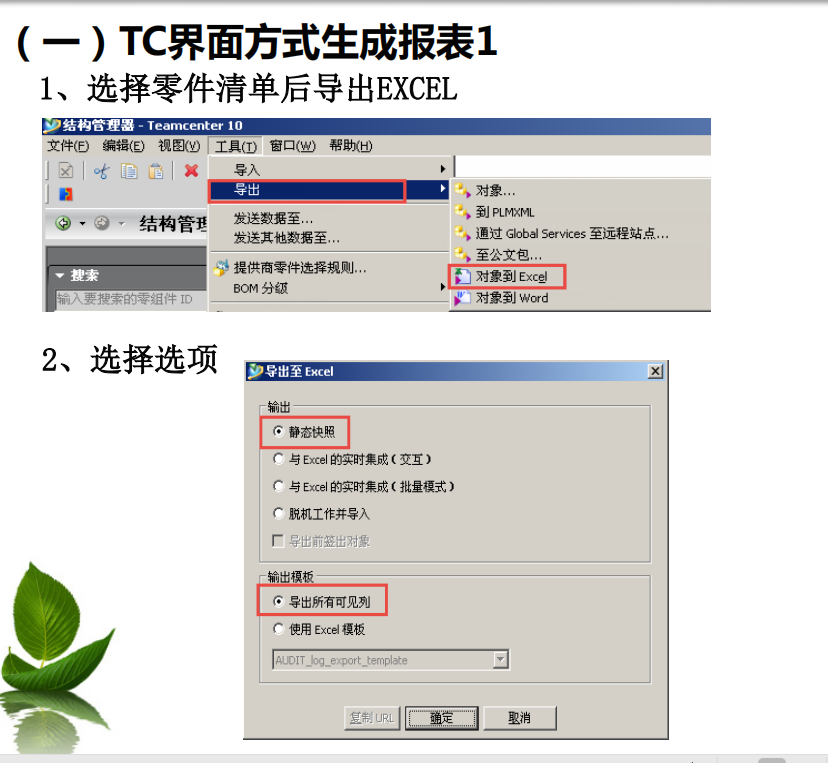 （一）TC界面方式生成报表1
1、选择零件清单后导出EXCEL
结构管理器 - Teamcenter 10
文件(F) 编辑(E) 视图(V) 工具(T) 窗口(W) 帮助(H)
导入
导出
对象...
到 PLMXML
结构管理
发送数据至...
通过 Global Services 至远程站点...
发送其他数据至...
至公文包...
搜索
提供商零件选择规则...
对象到 Excel
输入要搜索的零组件 ID
BOM 分级
对象到 Word
2、选择选项
导出至 Excel
输出
静态快照
与 Excel 的实时集成（交互）
与 Excel 的实时集成（批量模式）
脱机工作并导入
导出前签出对象
输出模板
导出所有可见列
使用 Excel 模板
AUDIT_log_export_template
复制 URL 确定 取消